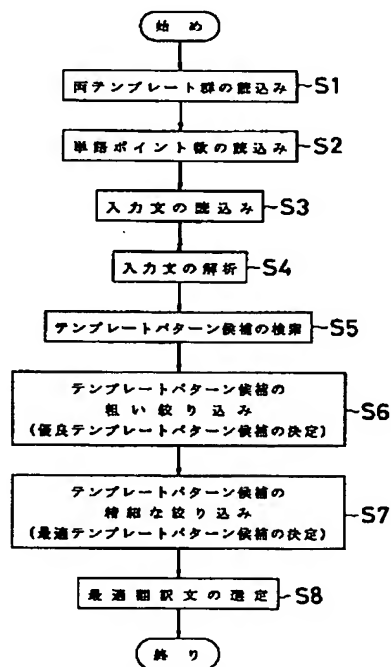 始め
両テンプレート群の読込み S1
単語ポイント数の読込み S2
入力文の読込み S3
入力文の解析 S4
テンプレートパターン候補の検索 S5
テンプレートパターン候補の
粗い絞り込み
(優良テンプレートパターン候補の決定) S6
テンプレートパターン候補の
精細な絞り込み
(最適テンプレートパターン候補の決定) S7
最適翻訳文の選定 S8
終り